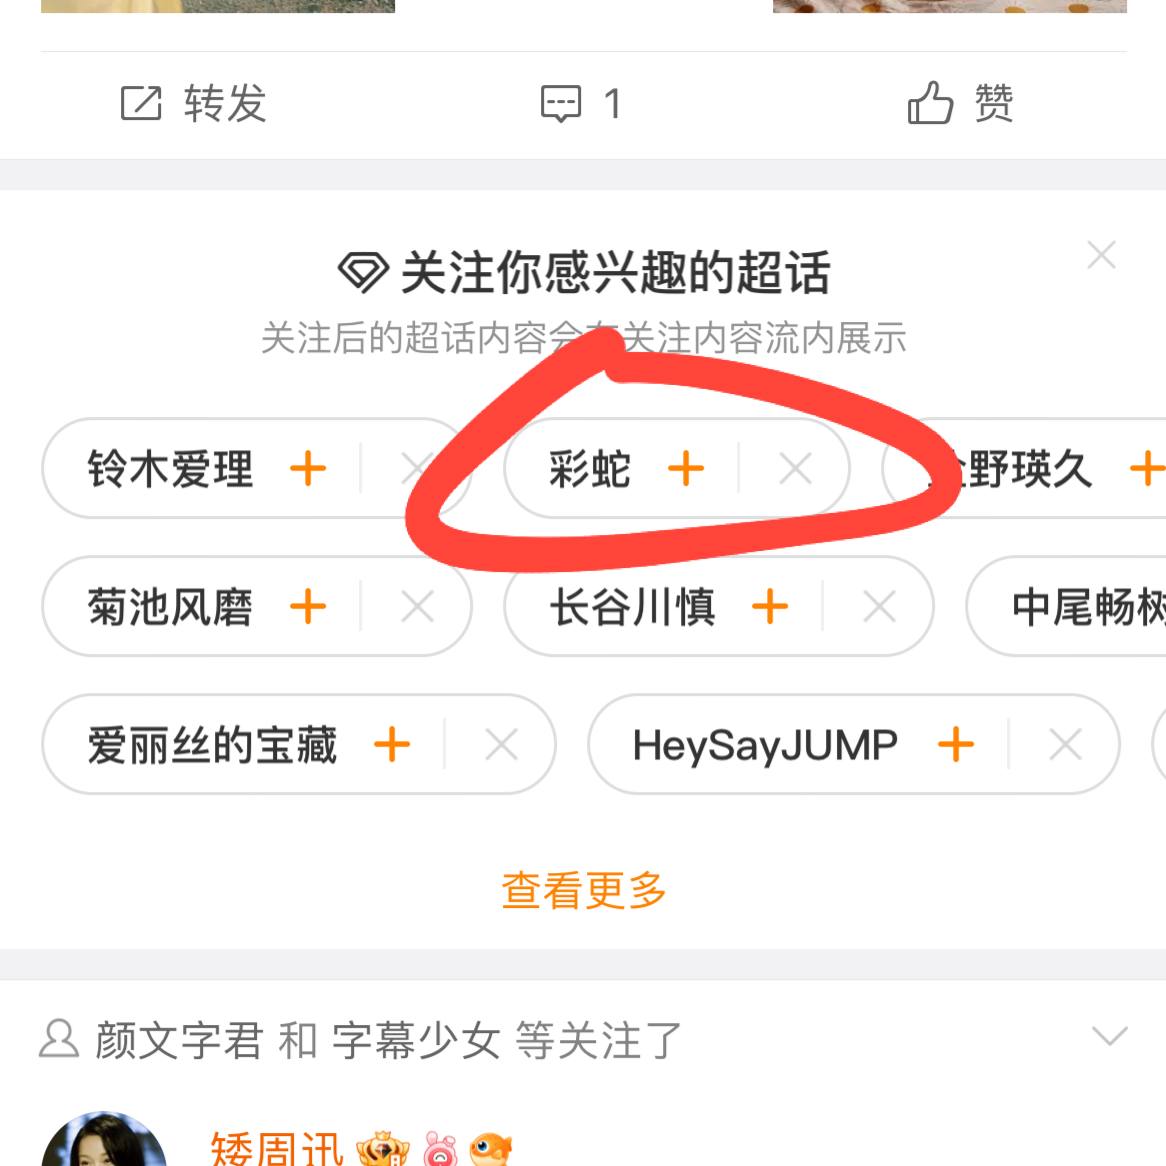 转发 1 赞
关注你感兴趣的超话
关注后的超话内容会在关注内容流内展示
铃木爱理 彩蛇 野瑛久
菊池风磨 长谷川慎 中尾畅树
爱丽丝的宝藏 HeySayJUMP
查看更多
颜文字君 和 字幕少女 等关注了
矮周迅